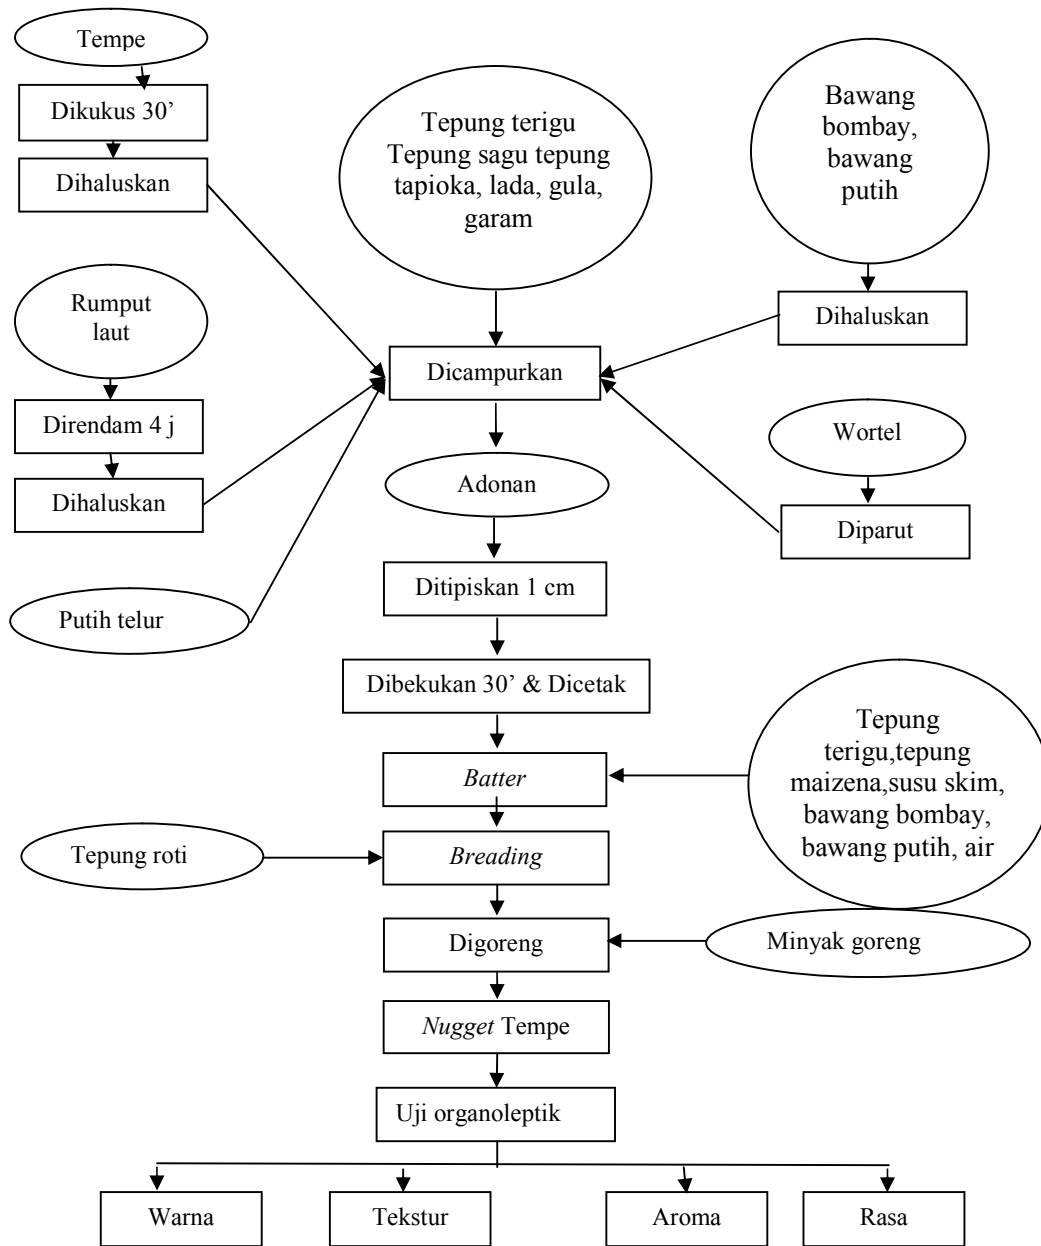 Tempe
Dikukus 30’
Dihaluskan
Tepung terigu
Tepung sagu tepung
tapioka, lada, gula,
garam
Bawang
bombay,
bawang
putih
Dihaluskan
Rumput
laut
Direndam 4 j
Dihaluskan
Dicampurkan
Wortel
Diparut
Adonan
Putih telur
Ditipiskan 1 cm
Dibekukan 30’ & Dicetak
Tepung
terigu,tepung
maizena,susu skim,
bawang bombay,
bawang putih, air
Batter
Tepung roti
Breading
Digoreng
Minyak goreng
Nugget Tempe
Uji organoleptik
Warna
Tekstur
Aroma
Rasa